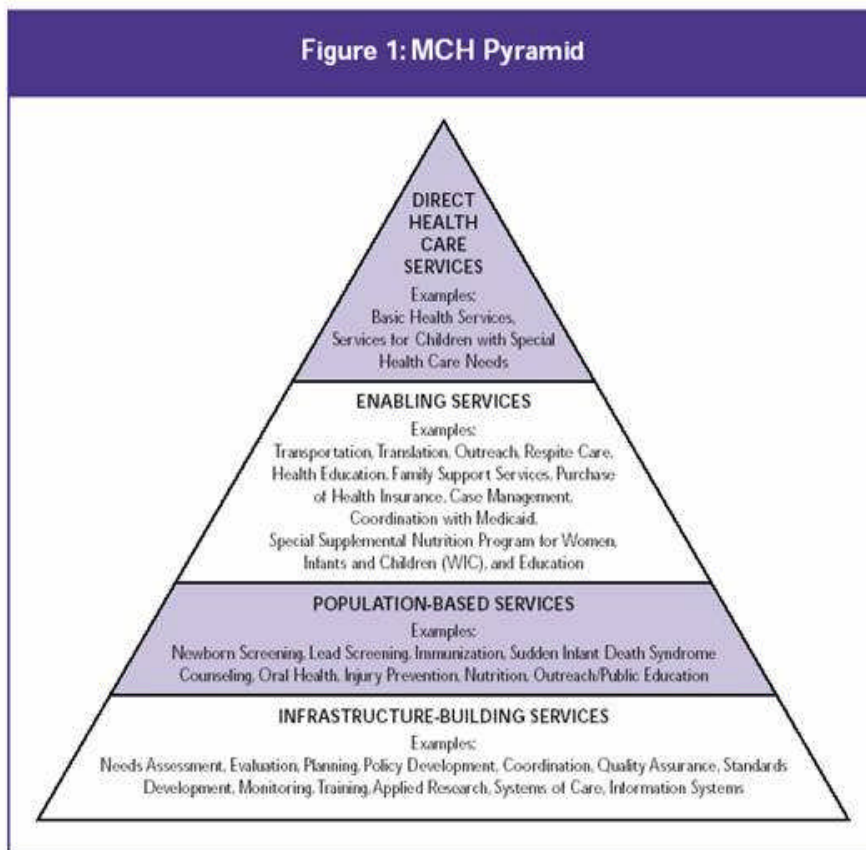 Figure 1: MCH Pyramid
DIRECT
HEALTH
CARE
SERVICES
Examples:
Basic Health Services,
Services for Children with Special
Health Care Needs
ENABLING SERVICES
Examples:
Transportation, Translation, Outreach, Respite Care,
Health Education, Family Support Services, Purchase
of Health Insurance, Case Management,
Coordination with Medicaid,
Special Supplemental Nutrition Program for Women,
Infants and Children (WIC), and Education
POPULATION-BASED SERVICES
Examples:
Newborn Screening, Lead Screening, Immunization, Sudden Infant Death Syndrome
Counseling, Oral Health, Injury Prevention, Nutrition, Outreach/Public Education
INFRASTRUCTURE-BUILDING SERVICES
Examples:
Needs Assessment, Evaluation, Planning, Policy Development, Coordination, Quality Assurance, Standards
Development, Monitoring, Training, Applied Research, Systems of Care, Information Systems